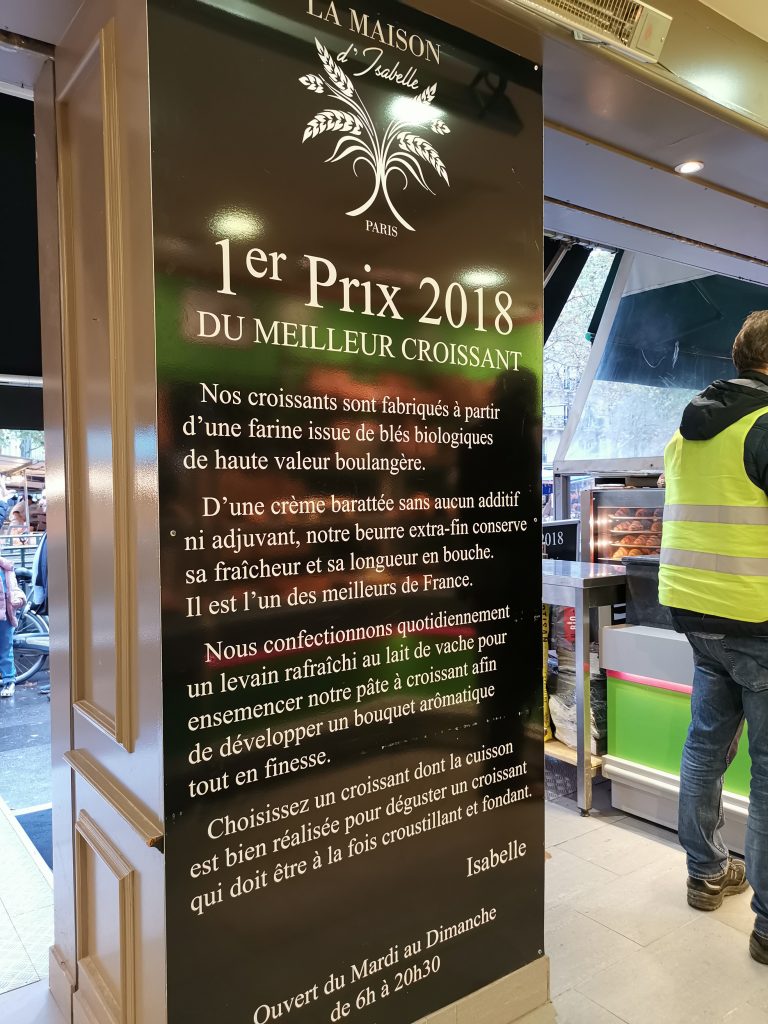 LA MAISON
d'Isabelle
PARIS
1er Prix 2018
DU MEILLEUR CROISSANT
Nos croissants sont fabriqués à partir
d'une farine issue de blés biologiques
de haute valeur boulangère.
D'une crème barattée sans aucun additif
ni adjuvant, notre beurre extra-fin conserve
sa fraîcheur et sa longueur en bouche.
Il est l'un des meilleurs de France.
Nous confectionnons quotidiennement
un levain rafraîchi au lait de vache pour
ensemencer notre pâte à croissant afin
de développer un bouquet arômatique
tout en finesse.
Choisissez un croissant dont la cuisson
est bien réalisée pour déguster un croissant
qui doit être à la fois croustillant et fondant.
Isabelle
Ouvert du Mardi au Dimanche
de 6h à 20h30
2018